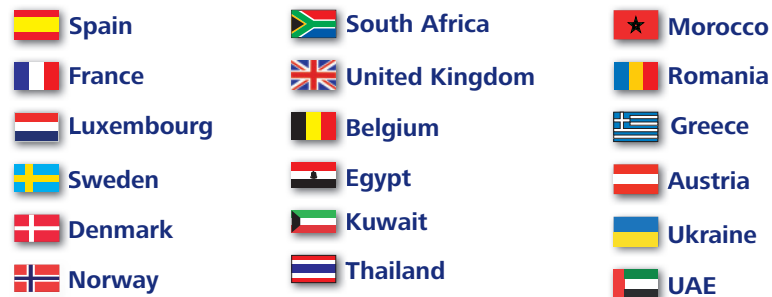 Spain
France
Luxembourg
Sweden
Denmark
Norway
South Africa
United Kingdom
Belgium
Egypt
Kuwait
Thailand
Morocco
Romania
Greece
Austria
Ukraine
UAE